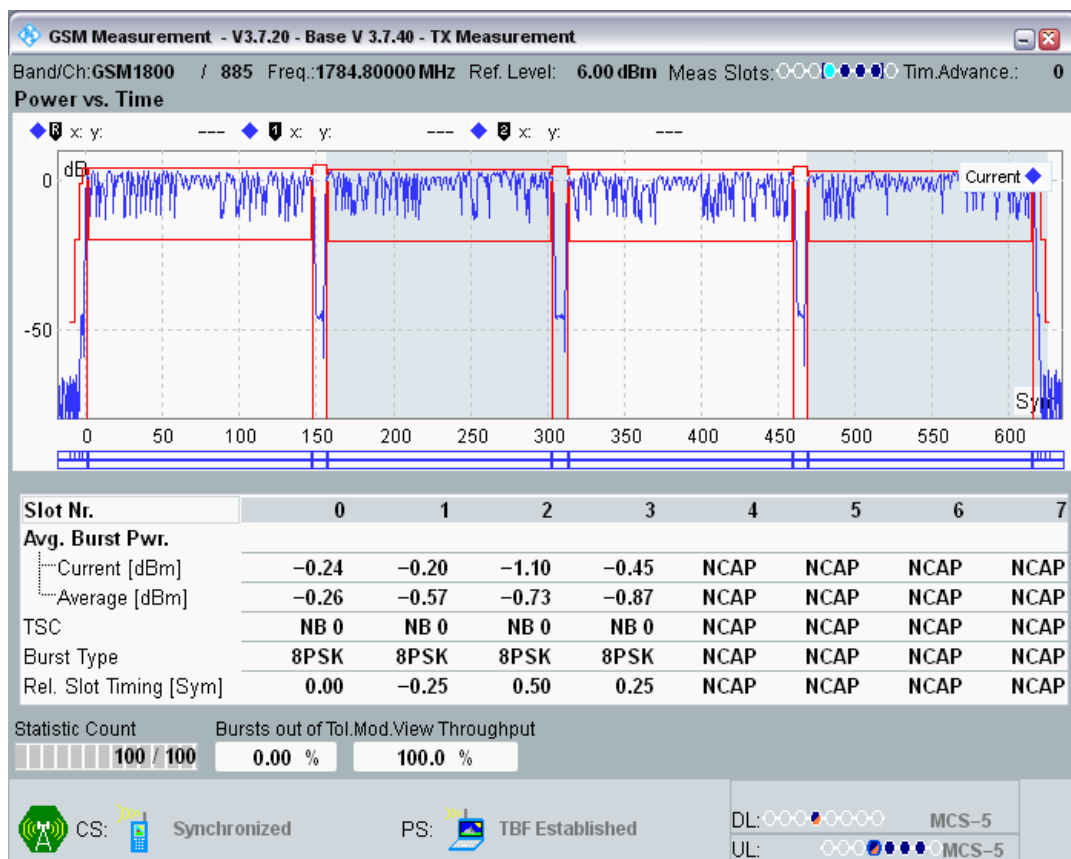 GSM Measurement - V3.7.20 - Base V 3.7.40 - TX Measurement
Band/Ch:GSM1800 / 885 Freq.:1784.80000 MHz Ref. Level: 6.00 dBm Meas Slots: Tim.Advance.: 0
Power vs. Time
R x: y: --- 1 x: y: --- 2 x: y: ---
dB
Current
0
-50
Sym
0 50 100 150 200 250 300 350 400 450 500 550 600
Slot Nr. 0 1 2 3 4 5 6 7
Avg. Burst Pwr.
Current [dBm] −0.24 −0.20 −1.10 −0.45 NCAP NCAP NCAP NCAP
Average [dBm] −0.26 −0.57 −0.73 −0.87 NCAP NCAP NCAP NCAP
TSC NB 0 NB 0 NB 0 NB 0 NCAP NCAP NCAP NCAP
Burst Type 8PSK 8PSK 8PSK 8PSK NCAP NCAP NCAP NCAP
Rel. Slot Timing [Sym] 0.00 −0.25 0.50 0.25 NCAP NCAP NCAP NCAP
Statistic Count Bursts out of Tol. Mod.View Throughput
100 / 100 0.00 % 100.0 %
CS: Synchronized PS: TBF Established
DL: MCS−5
UL: MCS−5